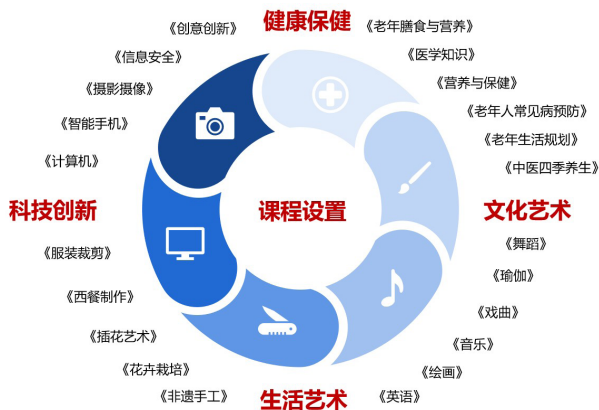 健康保健
《老年膳食与营养》
《医学知识》
《营养与保健》
《老年人常见病预防》
《老年生活规划》
《中医四季养生》
文化艺术
《舞蹈》
《瑜伽》
《戏曲》
《音乐》
《绘画》
《英语》
生活艺术
《非遗手工》
《花卉栽培》
《插花艺术》
《西餐制作》
《服装裁剪》
科技创新
《计算机》
《智能手机》
《摄影摄像》
《信息安全》
《创意创新》
课程设置